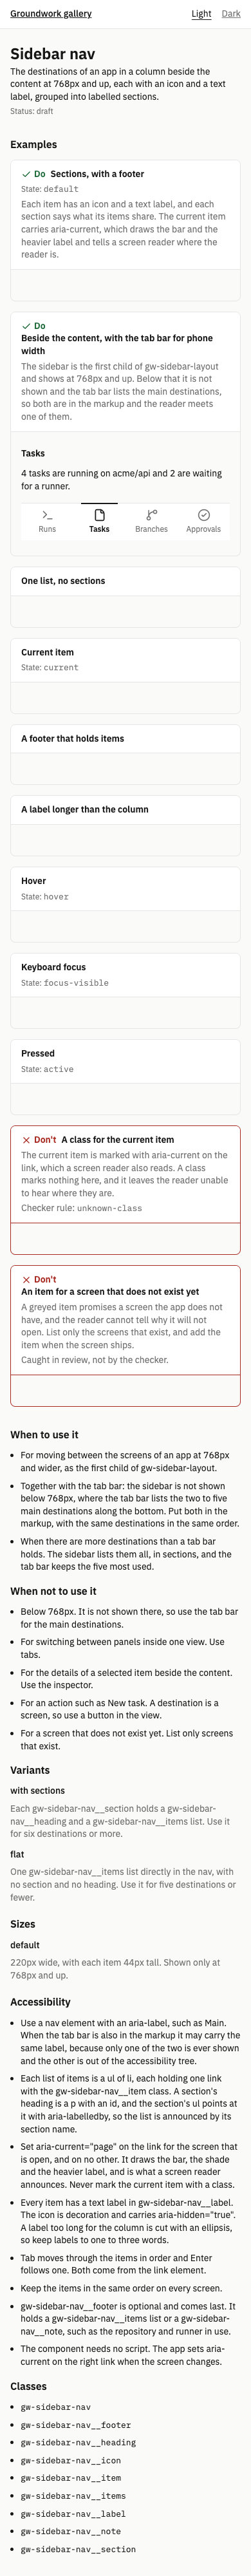 Groundwork gallery
Light Dark
Sidebar nav
The destinations of an app in a column beside the
content at 768px and up, each with an icon and a text
label, grouped into labelled sections.
Status: draft
Examples
Do Sections, with a footer
State: default
Each item has an icon and a text label, and each
section says what its items share. The current item
carries aria-current, which draws the bar and the
heavier label and tells a screen reader where the
reader is.
Do
Beside the content, with the tab bar for phone
width
The sidebar is the first child of gw-sidebar-layout
and shows at 768px and up. Below that it is not
shown and the tab bar lists the main destinations,
so both are in the markup and the reader meets
one of them.
Tasks
4 tasks are running on acme/api and 2 are waiting
for a runner.
Runs Tasks Branches Approvals
One list, no sections
Current item
State: current
A footer that holds items
A label longer than the column
Hover
State: hover
Keyboard focus
State: focus-visible
Pressed
State: active
Don't A class for the current item
The current item is marked with aria-current on the
link, which a screen reader also reads. A class
marks nothing here, and it leaves the reader unable
to hear where they are.
Checker rule: unknown-class
Don't
An item for a screen that does not exist yet
A greyed item promises a screen the app does not
have, and the reader cannot tell why it will not
open. List only the screens that exist, and add the
item when the screen ships.
Caught in review, not by the checker.
When to use it
For moving between the screens of an app at 768px
and wider, as the first child of gw-sidebar-layout.
Together with the tab bar: the sidebar is not shown
below 768px, where the tab bar lists the two to five
main destinations along the bottom. Put both in the
markup, with the same destinations in the same order.
When there are more destinations than a tab bar
holds. The sidebar lists them all, in sections, and the
tab bar keeps the five most used.
When not to use it
Below 768px. It is not shown there, so use the tab bar
for the main destinations.
For switching between panels inside one view. Use
tabs.
For the details of a selected item beside the content.
Use the inspector.
For an action such as New task. A destination is a
screen, so use a button in the view.
For a screen that does not exist yet. List only screens
that exist.
Variants
with sections
Each gw-sidebar-nav__section holds a gw-sidebar-
nav__heading and a gw-sidebar-nav__items list. Use it
for six destinations or more.
flat
One gw-sidebar-nav__items list directly in the nav, with
no section and no heading. Use it for five destinations or
fewer.
Sizes
default
220px wide, with each item 44px tall. Shown only at
768px and up.
Accessibility
Use a nav element with an aria-label, such as Main.
When the tab bar is also in the markup it may carry the
same label, because only one of the two is ever shown
and the other is out of the accessibility tree.
Each list of items is a ul of li, each holding one link
with the gw-sidebar-nav__item class. A section's
heading is a p with an id, and the section's ul points at
it with aria-labelledby, so the list is announced by its
section name.
Set aria-current="page" on the link for the screen that
is open, and on no other. It draws the bar, the shade
and the heavier label, and is what a screen reader
announces. Never mark the current item with a class.
Every item has a text label in gw-sidebar-nav__label.
The icon is decoration and carries aria-hidden="true".
A label too long for the column is cut with an ellipsis,
so keep labels to one to three words.
Tab moves through the items in order and Enter
follows one. Both come from the link element.
Keep the items in the same order on every screen.
gw-sidebar-nav__footer is optional and comes last. It
holds a gw-sidebar-nav__items list or a gw-sidebar-
nav__note, such as the repository and runner in use.
The component needs no script. The app sets aria-
current on the right link when the screen changes.
Classes
gw-sidebar-nav
gw-sidebar-nav__footer
gw-sidebar-nav__heading
gw-sidebar-nav__icon
gw-sidebar-nav__item
gw-sidebar-nav__items
gw-sidebar-nav__label
gw-sidebar-nav__note
gw-sidebar-nav__section